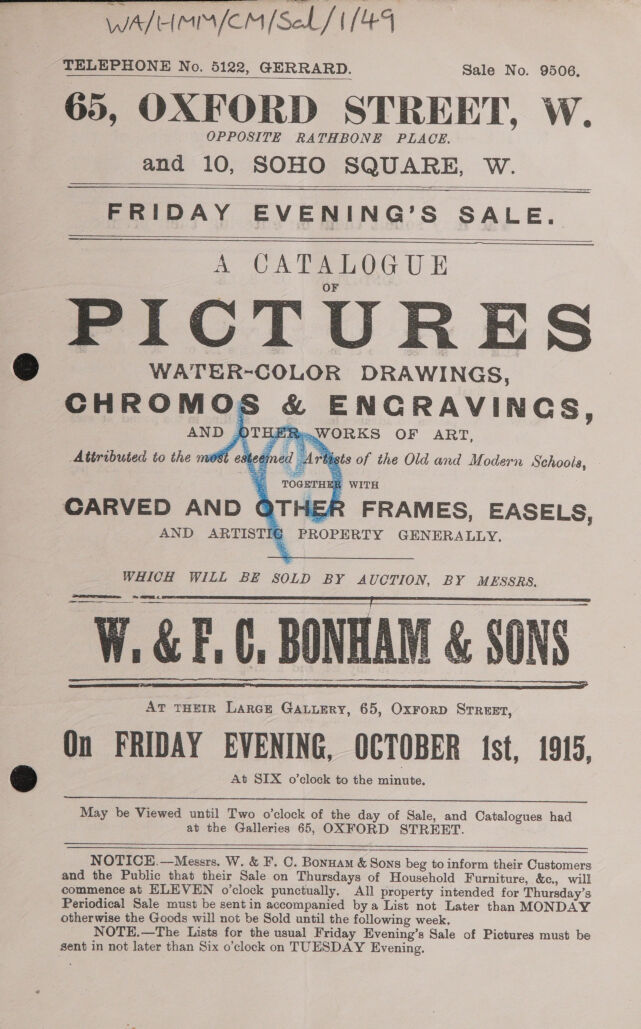 WA/HMM/CM/Sal/1/49
TELEPHONE No. 5122, GERRARD. Sale No. 9506.
65, OXFORD STREET, W.
OPPOSITE RATHBONE PLACE.
and 10, SOHO SQUARE, W.
FRIDAY EVENING'S SALE.
A CATALOGUE
OF
PICTURES
WATER-COLOR DRAWINGS,
CHROMOS & ENGRAVINGS,
AND OTHER WORKS OF ART,
Attributed to the most esteemed Artists of the Old and Modern Schools,
TOGETHER WITH
CARVED AND OTHER FRAMES, EASELS,
AND ARTISTIC PROPERTY GENERALLY.
WHICH WILL BE SOLD BY AUCTION, BY MESSRS.
W. & F. C. BONHAM & SONS
AT THEIR LARGE GALLERY, 65, OXFORD STREET,
On FRIDAY EVENING, OCTOBER 1st, 1915,
At SIX o'clock to the minute.
May be Viewed until Two o'clock of the day of Sale, and Catalogues had
at the Galleries 65, OXFORD STREET.
NOTICE.—Messrs. W. & F. C. BONHAM & SONS beg to inform their Customers
and the Public that their Sale on Thursdays of Household Furniture, &c., will
commence at ELEVEN o'clock punctually. All property intended for Thursday's
Periodical Sale must be sent in accompanied by a List not Later than MONDAY
otherwise the Goods will not be Sold until the following week.
NOTE.—The Lists for the usual Friday Evening's Sale of Pictures must be
sent in not later than Six o'clock on TUESDAY Evening.